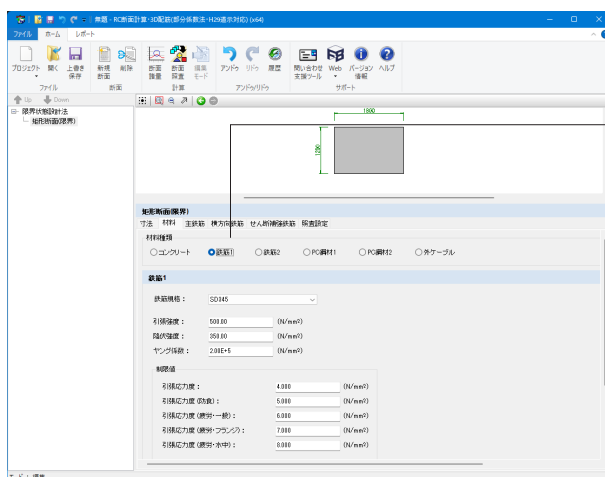 無題 - RC断面計算・3D配筋(部分係数法・H29道示対応) (x64)
ファイル ホーム レポート
プロジェクト 開く 上書き保存 新規断面 削除 断面諸量 断面照査 編集モード アンドゥ リドゥ 履歴 問い合わせ支援ツール Web バージョン情報 ヘルプ
ファイル 断面 計算 アンドゥ/リドゥ サポート
Up Down
限界状態設計法
矩形断面(限界)
1800
1200
矩形断面(限界)
寸法 材料 主鉄筋 横方向鉄筋 せん断補強鉄筋 照査設定
材料種類
コンクリート 鉄筋1 鉄筋2 PC鋼材1 PC鋼材2 外ケーブル
鉄筋1
鉄筋規格: SD345
引張強度: 500.00 (N/mm²)
降伏強度: 350.00 (N/mm²)
ヤング係数: 2.00E+5 (N/mm²)
制限値
引張応力度: 4.000 (N/mm²)
引張応力度 (防食): 5.000 (N/mm²)
引張応力度 (疲労・一般): 6.000 (N/mm²)
引張応力度 (疲労・フランジ): 7.000 (N/mm²)
引張応力度 (疲労・水中): 8.000 (N/mm²)